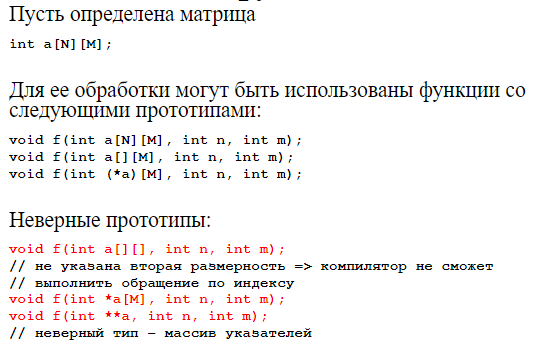 Пусть определена матрица
int a[N][M];
Для ее обработки могут быть использованы функции со
следующими прототипами:
void f(int a[N][M], int n, int m);
void f(int a[][M], int n, int m);
void f(int (*a)[M], int n, int m);
Неверные прототипы:
void f(int a[][], int n, int m);
// не указана вторая размерность => компилятор не сможет
// выполнить обращение по индексу
void f(int *a[M], int n, int m);
void f(int **a, int n, int m);
// неверный тип – массив указателей